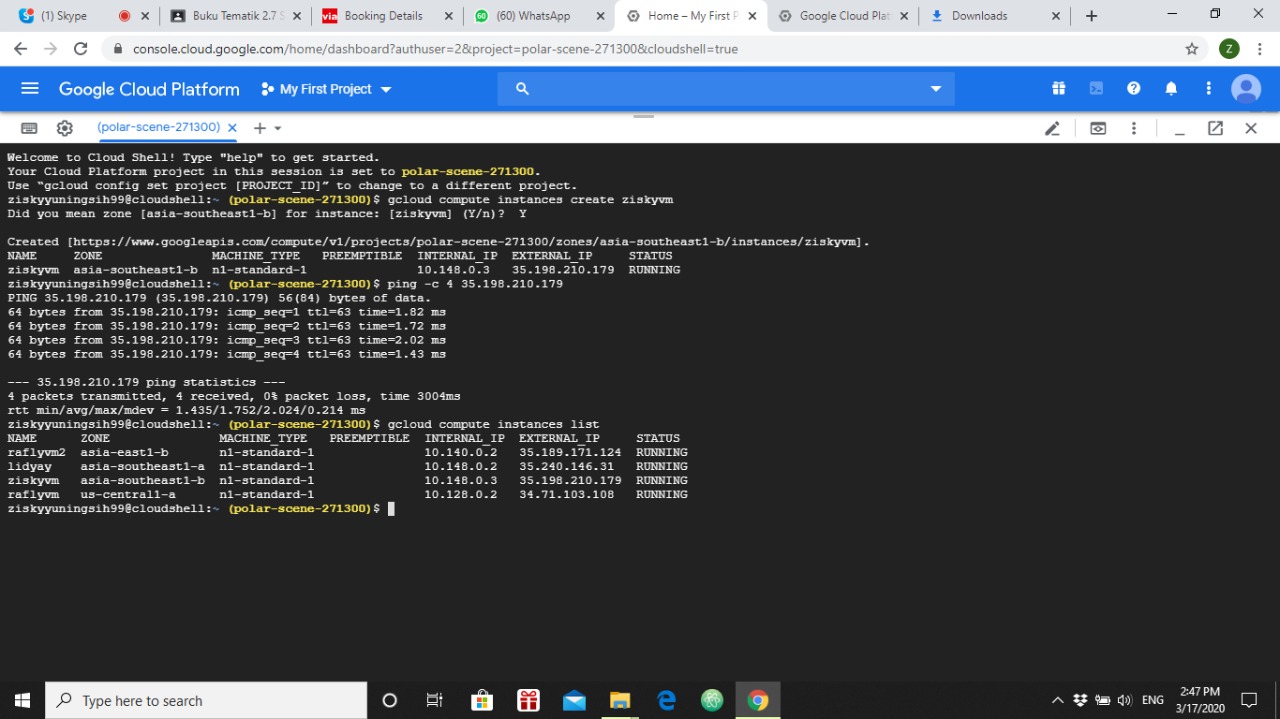 (1) Skype
Buku Tematik 2.7 S
via Booking Details
60 (60) WhatsApp
Home – My First P
Google Cloud Plat
Downloads
console.cloud.google.com/home/dashboard?authuser=2&project=polar-scene-271300&cloudshell=true
Z
Google Cloud Platform
My First Project
(polar-scene-271300)
Welcome to Cloud Shell! Type "help" to get started.
Your Cloud Platform project in this session is set to polar-scene-271300.
Use “gcloud config set project [PROJECT_ID]” to change to a different project.
ziskyyuningsih99@cloudshell:~ (polar-scene-271300)$ gcloud compute instances create ziskyvm
Did you mean zone [asia-southeast1-b] for instance: [ziskyvm] (Y/n)? Y
Created [https://www.googleapis.com/compute/v1/projects/polar-scene-271300/zones/asia-southeast1-b/instances/ziskyvm].
NAME ZONE MACHINE_TYPE PREEMPTIBLE INTERNAL_IP EXTERNAL_IP STATUS
ziskyvm asia-southeast1-b n1-standard-1 10.148.0.3 35.198.210.179 RUNNING
ziskyyuningsih99@cloudshell:~ (polar-scene-271300)$ ping -c 4 35.198.210.179
PING 35.198.210.179 (35.198.210.179) 56(84) bytes of data.
64 bytes from 35.198.210.179: icmp_seq=1 ttl=63 time=1.82 ms
64 bytes from 35.198.210.179: icmp_seq=2 ttl=63 time=1.72 ms
64 bytes from 35.198.210.179: icmp_seq=3 ttl=63 time=2.02 ms
64 bytes from 35.198.210.179: icmp_seq=4 ttl=63 time=1.43 ms
--- 35.198.210.179 ping statistics ---
4 packets transmitted, 4 received, 0% packet loss, time 3004ms
rtt min/avg/max/mdev = 1.435/1.752/2.024/0.214 ms
ziskyyuningsih99@cloudshell:~ (polar-scene-271300)$ gcloud compute instances list
NAME ZONE MACHINE_TYPE PREEMPTIBLE INTERNAL_IP EXTERNAL_IP STATUS
raflyvm2 asia-east1-b n1-standard-1 10.140.0.2 35.189.171.124 RUNNING
lidyay asia-southeast1-a n1-standard-1 10.148.0.2 35.240.146.31 RUNNING
ziskyvm asia-southeast1-b n1-standard-1 10.148.0.3 35.198.210.179 RUNNING
raflyvm us-central1-a n1-standard-1 10.128.0.2 34.71.103.108 RUNNING
ziskyyuningsih99@cloudshell:~ (polar-scene-271300)$
Type here to search
ENG
2:47 PM
3/17/2020